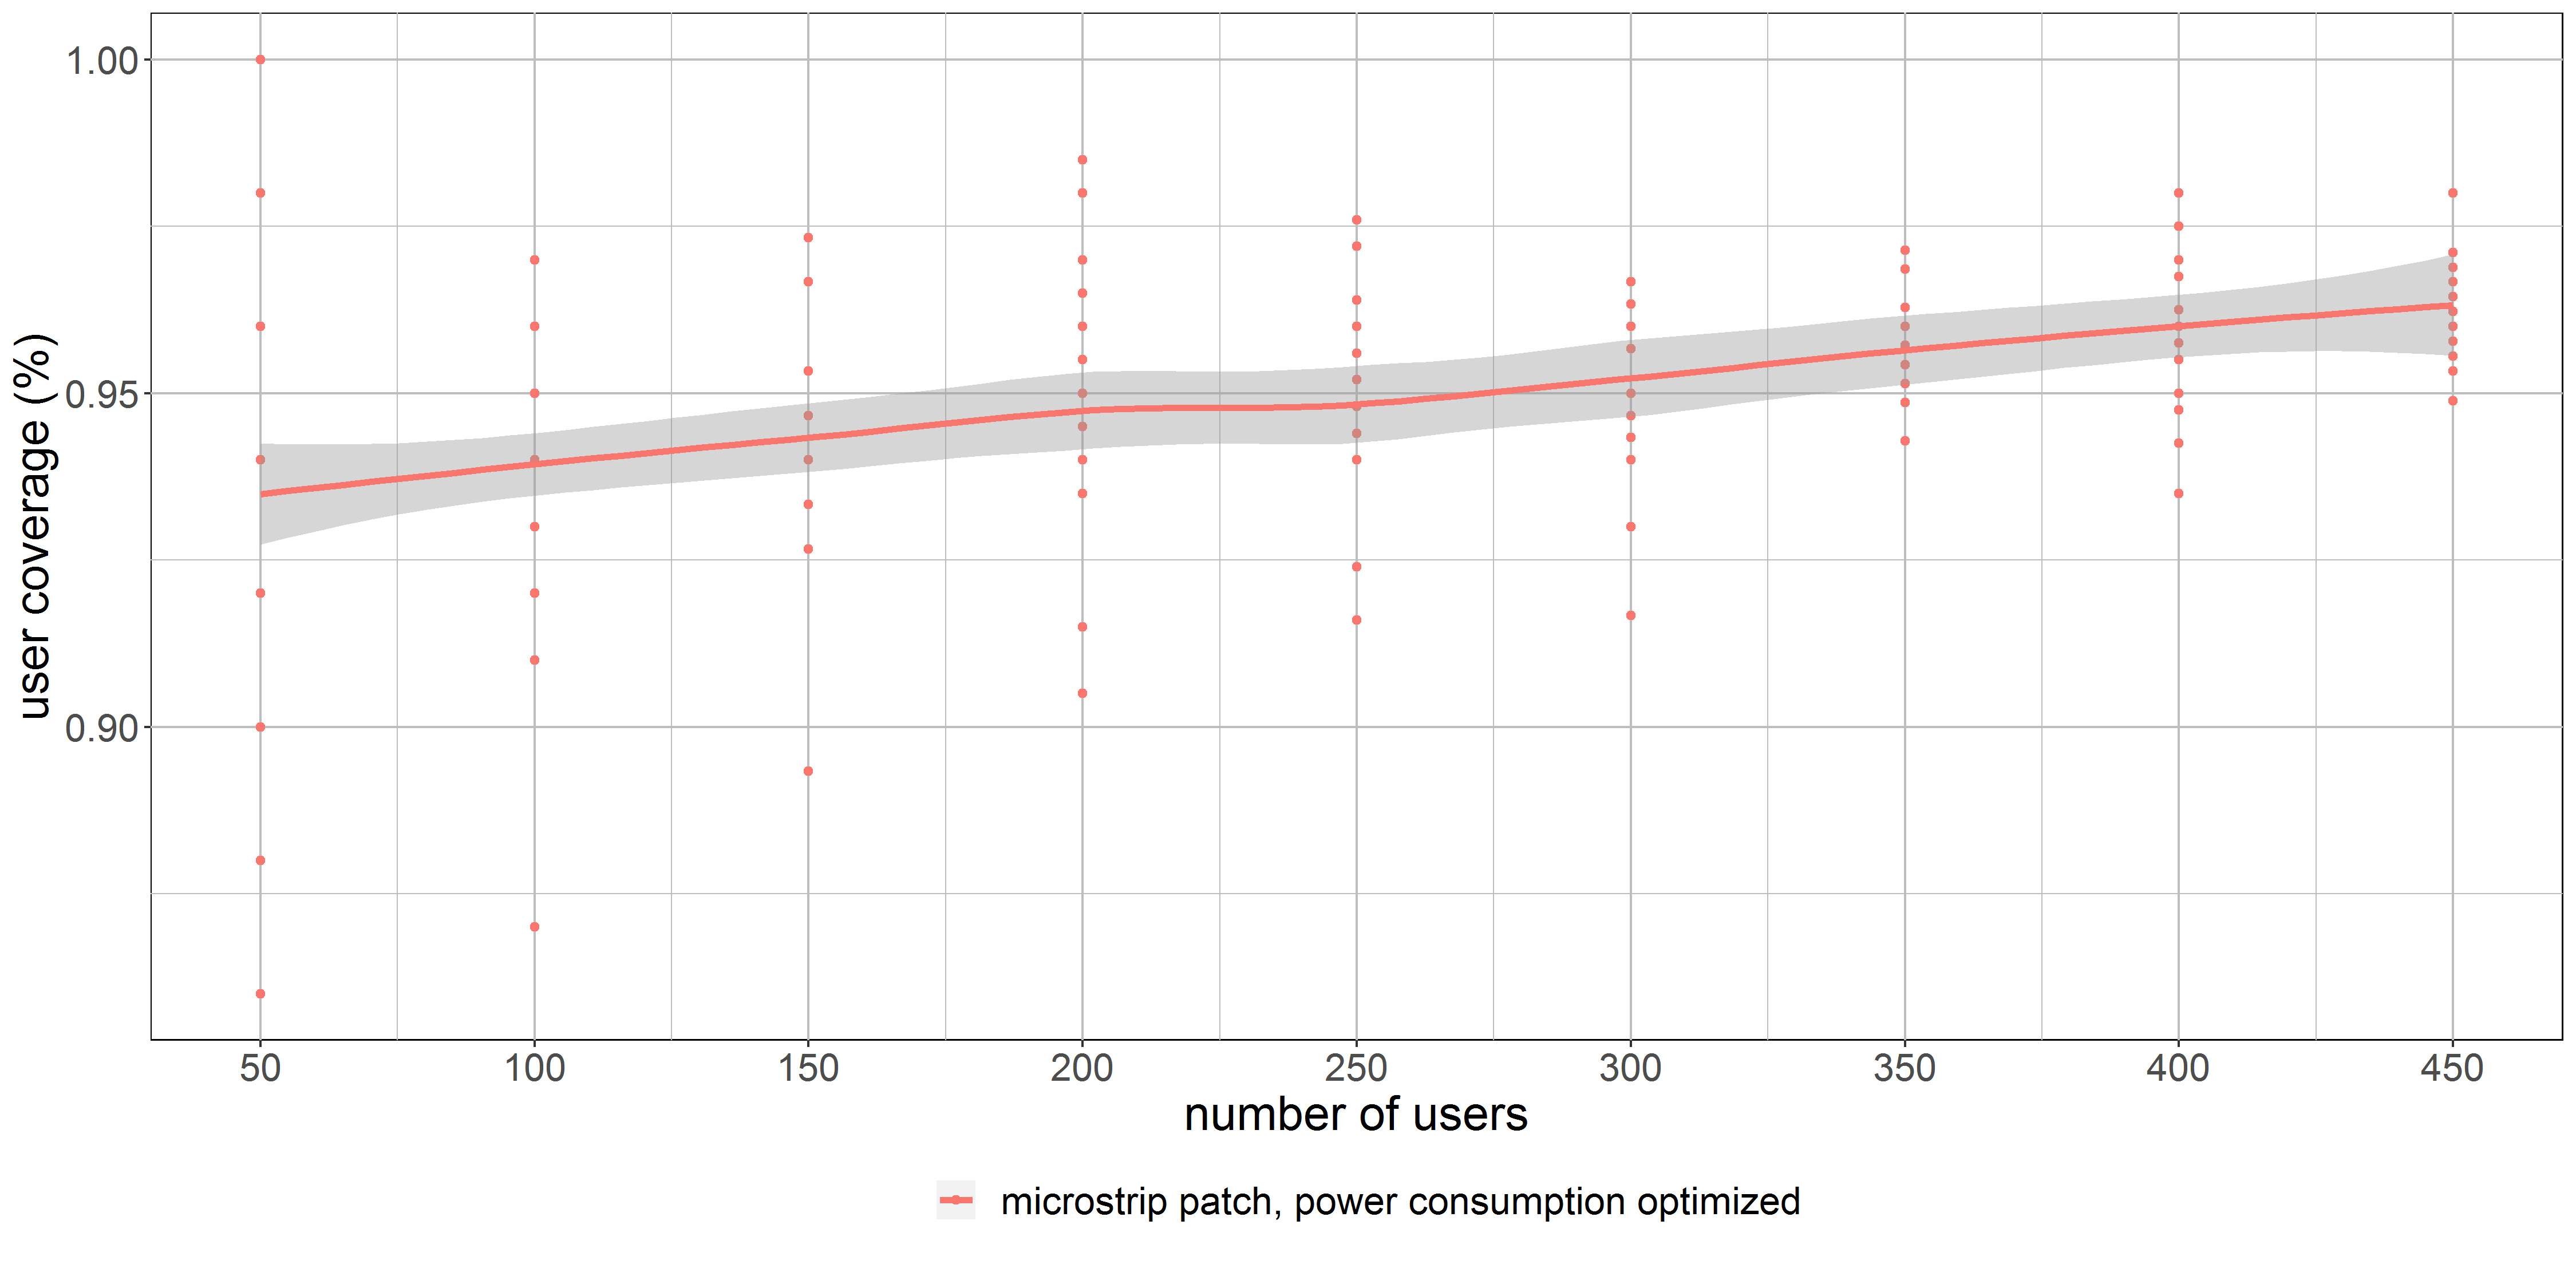 user coverage (%)
1.00
0.95
0.90
50 100 150 200 250 300 350 400 450
number of users
microstrip patch, power consumption optimized